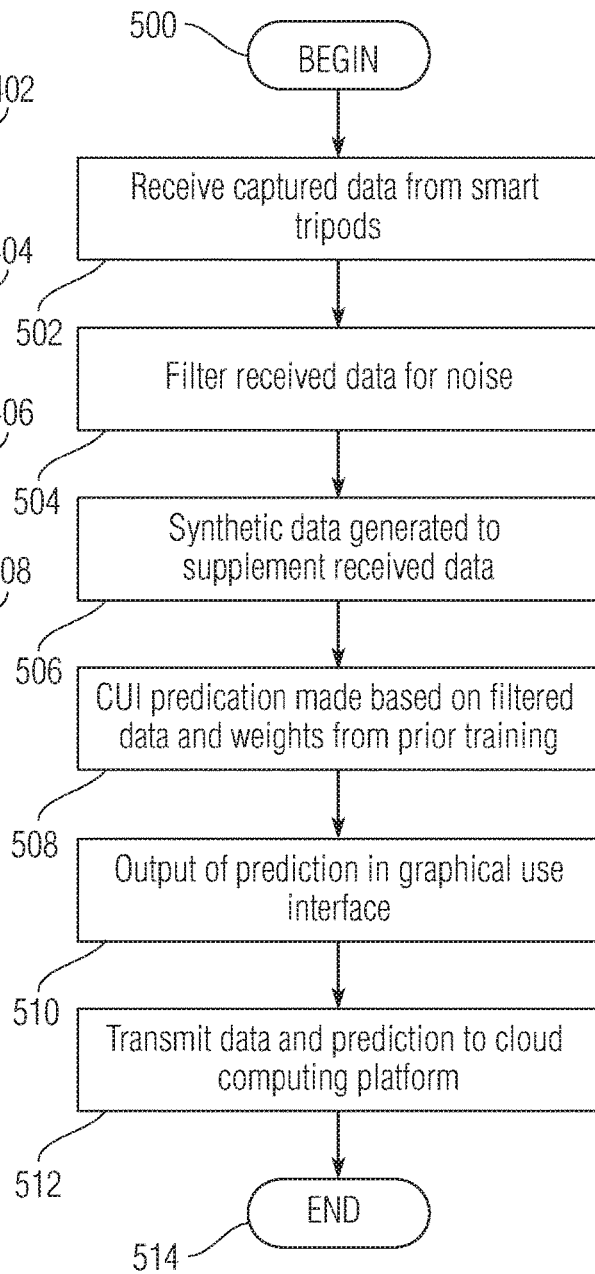 500
BEGIN
402
Receive captured data from smart
tripods
404
502
Filter received data for noise
406
504
Synthetic data generated to
supplement received data
08
506
CUI predication made based on filtered
data and weights from prior training
508
Output of prediction in graphical use
interface
510
Transmit data and prediction to cloud
computing platform
512
END
514